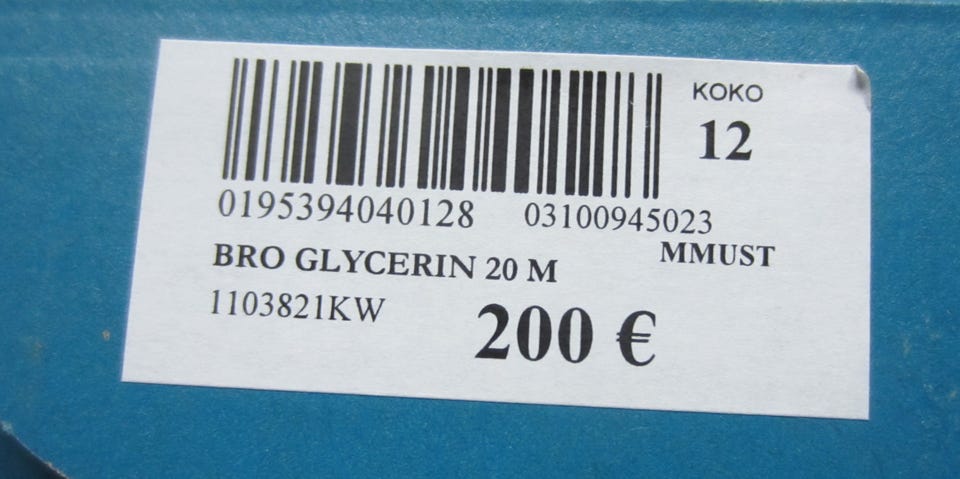 KOKO
12
0195394040128 03100945023
MMUST
BRO GLYCERIN 20 M
1103821KW
200 €